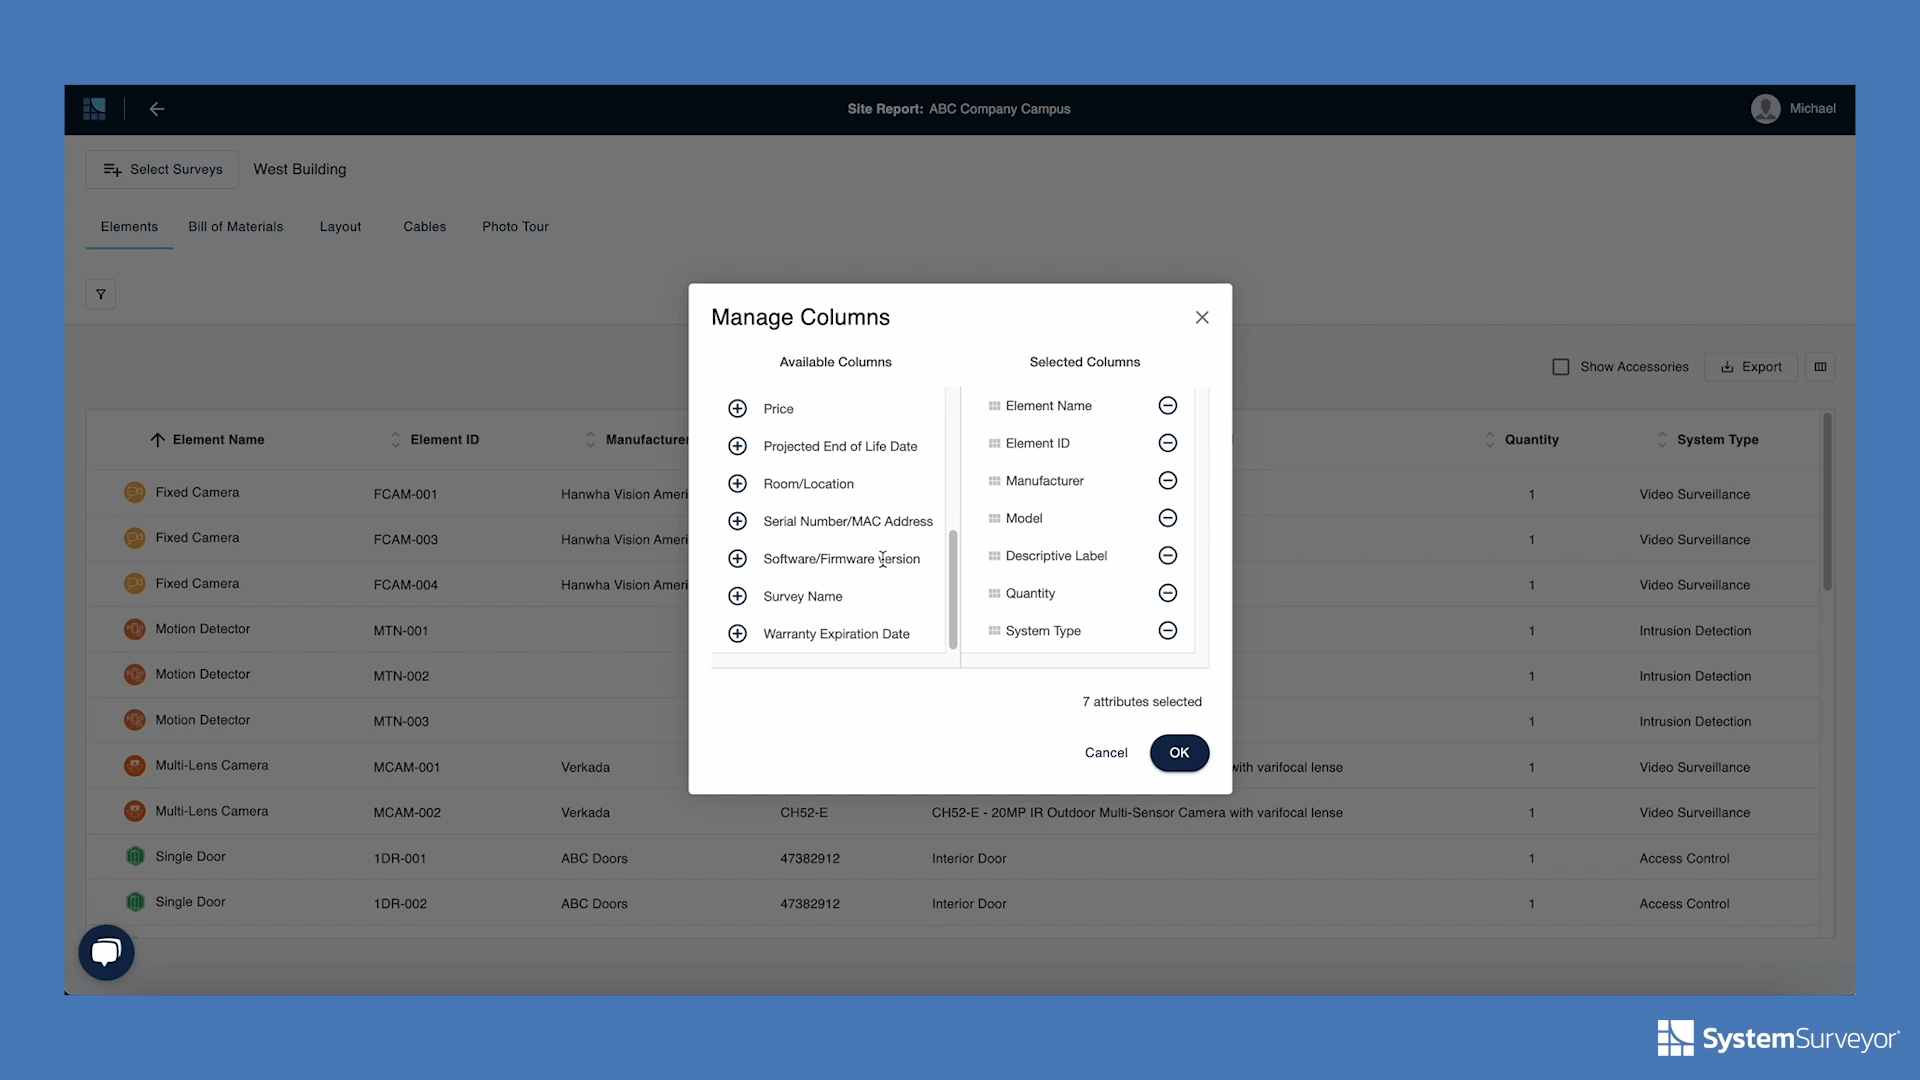 Site Report: ABC Company Campus
Michael
Select Surveys
West Building
Elements Bill of Materials Layout Cables Photo Tour
Manage Columns
Available Columns
Price
Projected End of Life Date
Room/Location
Serial Number/MAC Address
Software/Firmware Version
Survey Name
Warranty Expiration Date
Selected Columns
Element Name
Element ID
Manufacturer
Model
Descriptive Label
Quantity
System Type
7 attributes selected
Cancel OK
Show Accessories Export
Element Name Element ID Manufacturer Quantity System Type
Fixed Camera FCAM-001 Hanwha Vision Ameri 1 Video Surveillance
Fixed Camera FCAM-003 Hanwha Vision Ameri 1 Video Surveillance
Fixed Camera FCAM-004 Hanwha Vision Ameri 1 Video Surveillance
Motion Detector MTN-001 1 Intrusion Detection
Motion Detector MTN-002 1 Intrusion Detection
Motion Detector MTN-003 1 Intrusion Detection
Multi-Lens Camera MCAM-001 Verkada with varifocal lense 1 Video Surveillance
Multi-Lens Camera MCAM-002 Verkada CH52-E CH52-E - 20MP IR Outdoor Multi-Sensor Camera with varifocal lense 1 Video Surveillance
Single Door 1DR-001 ABC Doors 47382912 Interior Door 1 Access Control
Single Door 1DR-002 ABC Doors 47382912 Interior Door 1 Access Control
SystemSurveyor